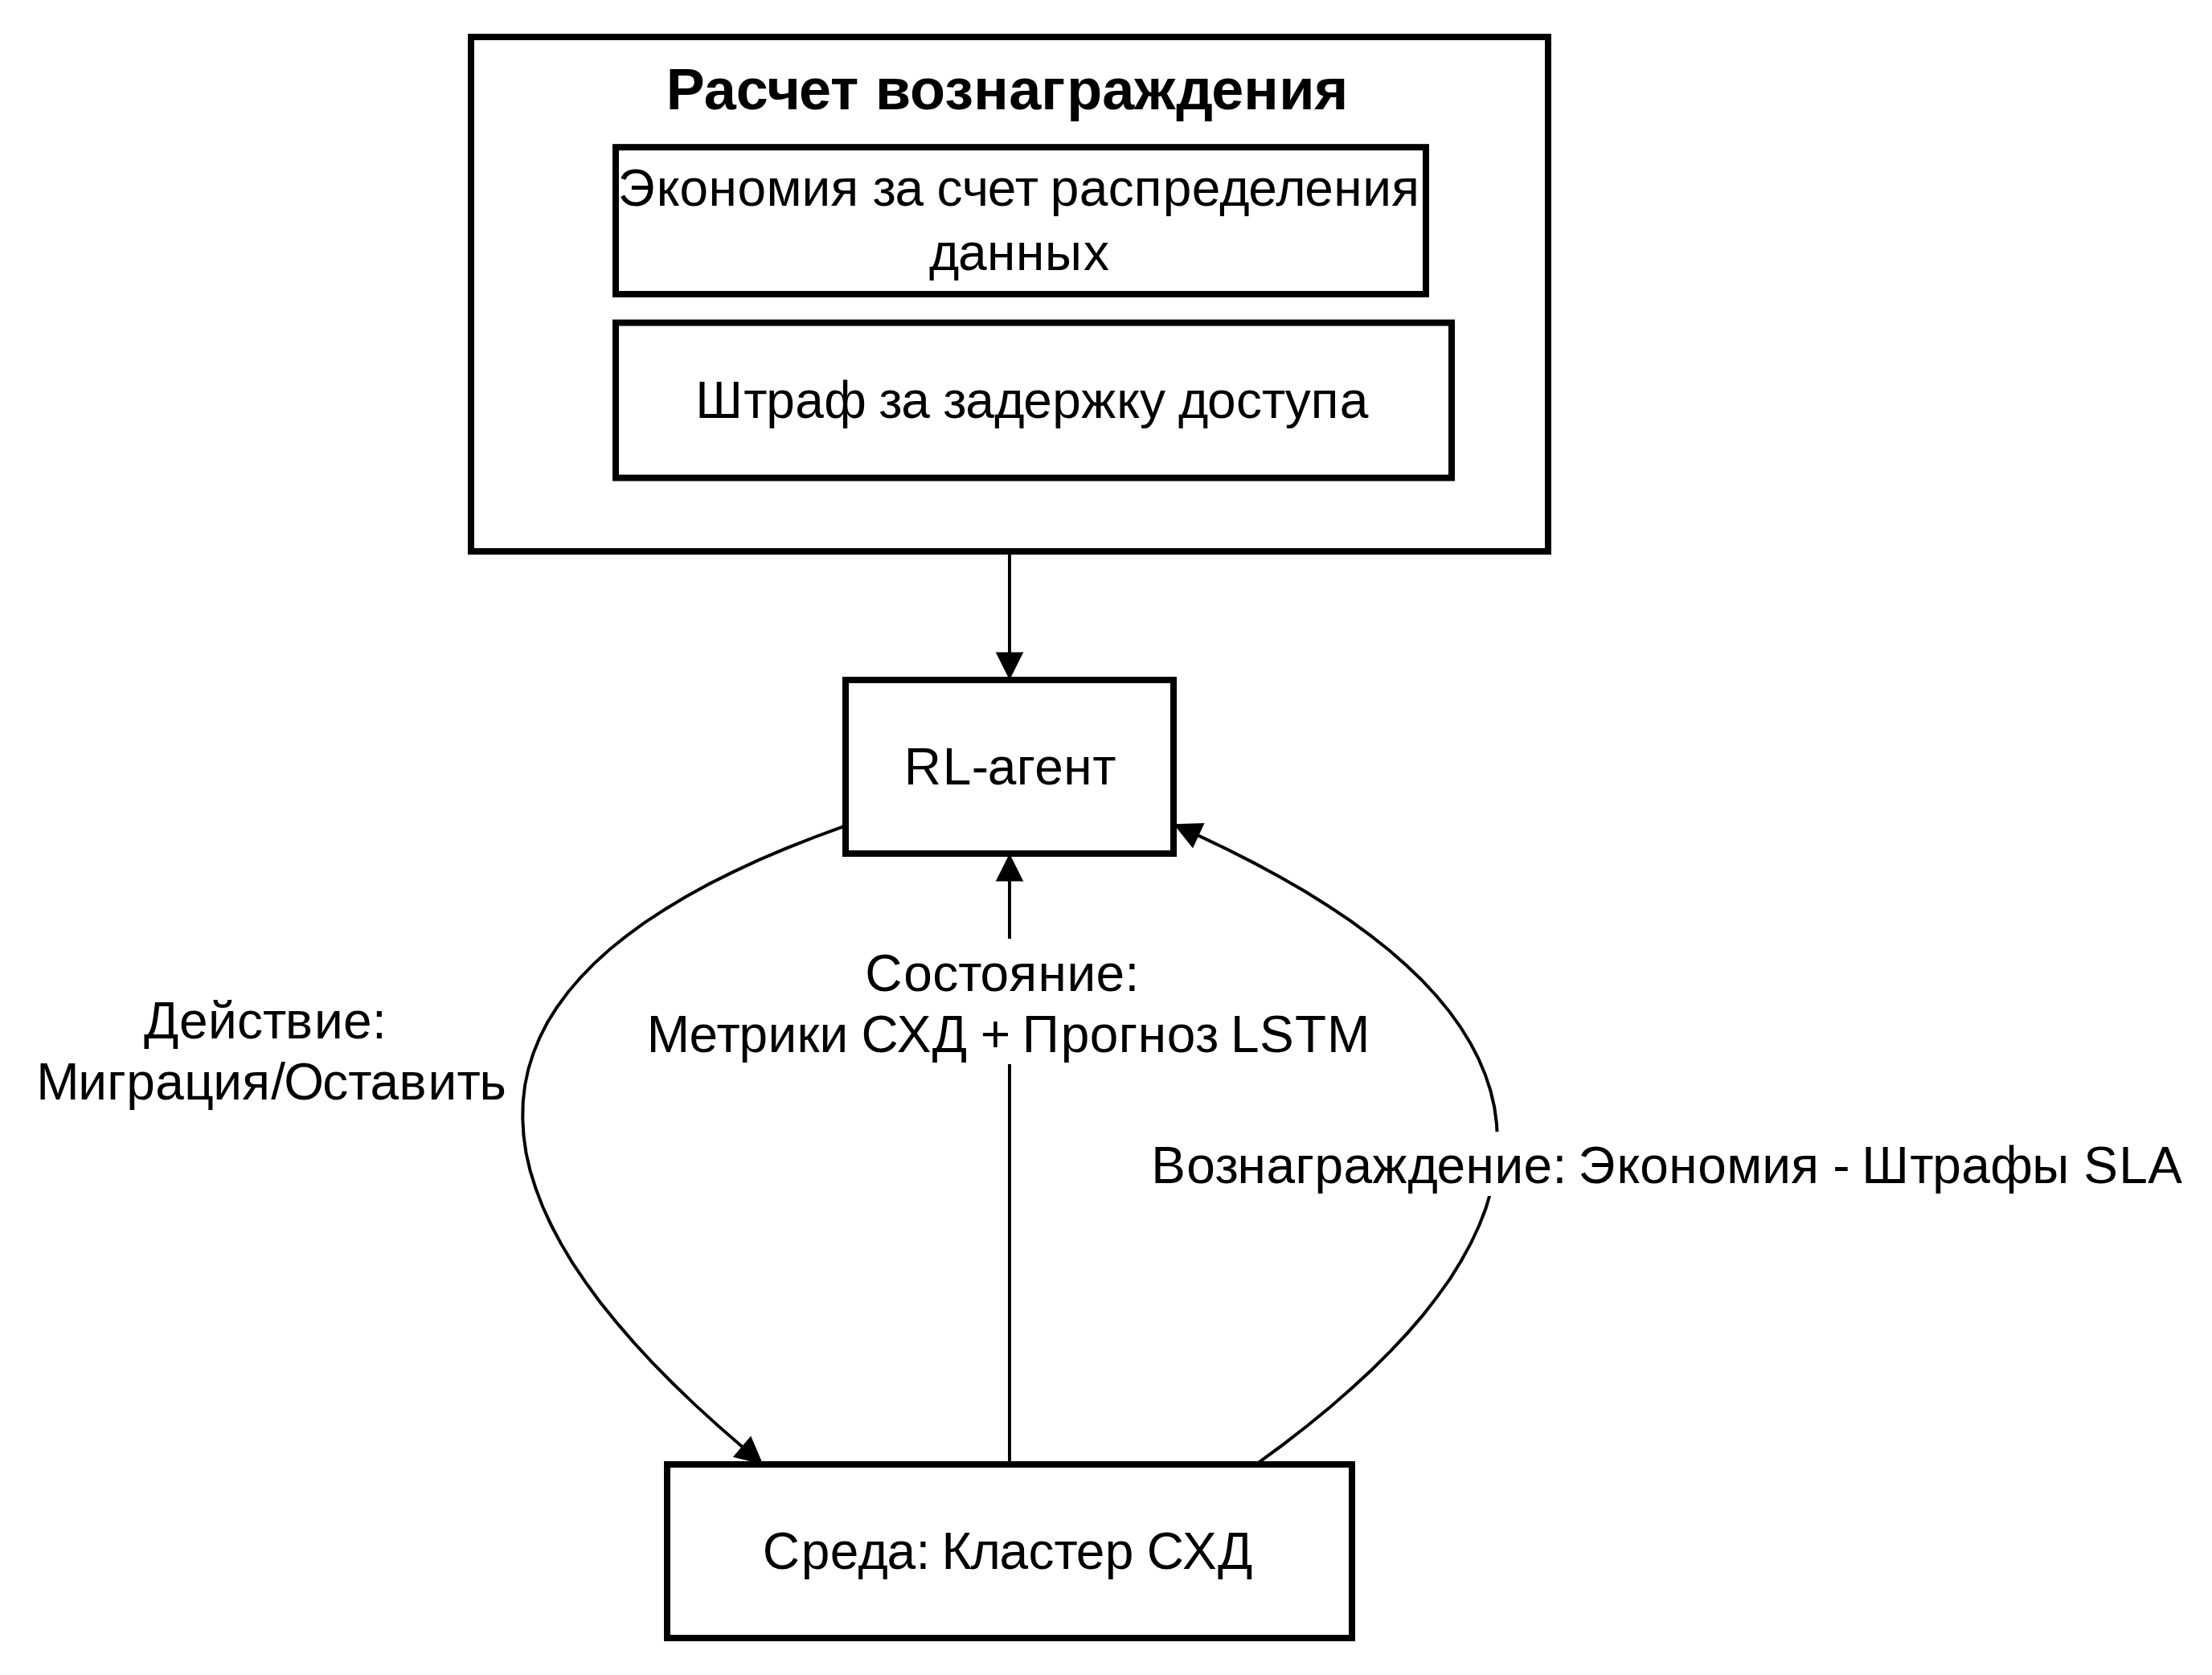 Расчет вознаграждения
Экономия за счет распределения
данных
Штраф за задержку доступа
RL-агент
Состояние:
Метрики СХД + Прогноз LSTM
Действие:
Миграция/Оставить
Вознаграждение: Экономия - Штрафы SLA
Среда: Кластер СХД